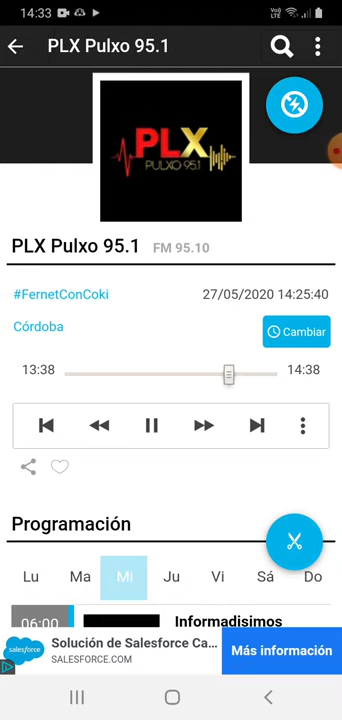 14:33
Vo))
LTE
PLX Pulxo 95.1
PLX
PULXO 95.1
PLX Pulxo 95.1 FM 95.10
#FernetConCoki 27/05/2020 14:25:40
Córdoba Cambiar
13:38 14:38
Programación
Lu Ma Mi Ju Vi Sá Do
06:00 Informadisimos
salesforce
Solución de Salesforce Ca...
SALESFORCE.COM
Más información